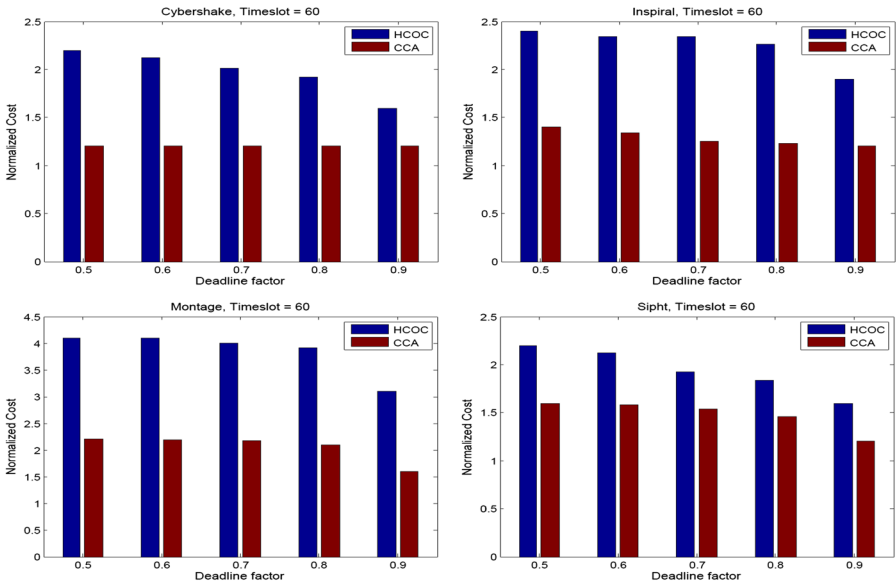 Cybershake, Timeslot = 60
2.5
2
1.5
1
0.5
0
Normalized Cost
HCOC
CCA
0.5 0.6 0.7 0.8 0.9
Deadline factor
Inspiral, Timeslot = 60
2.5
2
1.5
1
0.5
0
Normalized Cost
HCOC
CCA
0.5 0.6 0.7 0.8 0.9
Deadline factor
Montage, Timeslot = 60
4.5
4
3.5
3
2.5
2
1.5
1
0.5
0
Normalized Cost
HCOC
CCA
0.5 0.6 0.7 0.8 0.9
Deadline factor
Sipht, Timeslot = 60
2.5
2
1.5
1
0.5
0
Normalized Cost
HCOC
CCA
0.5 0.6 0.7 0.8 0.9
Deadline factor